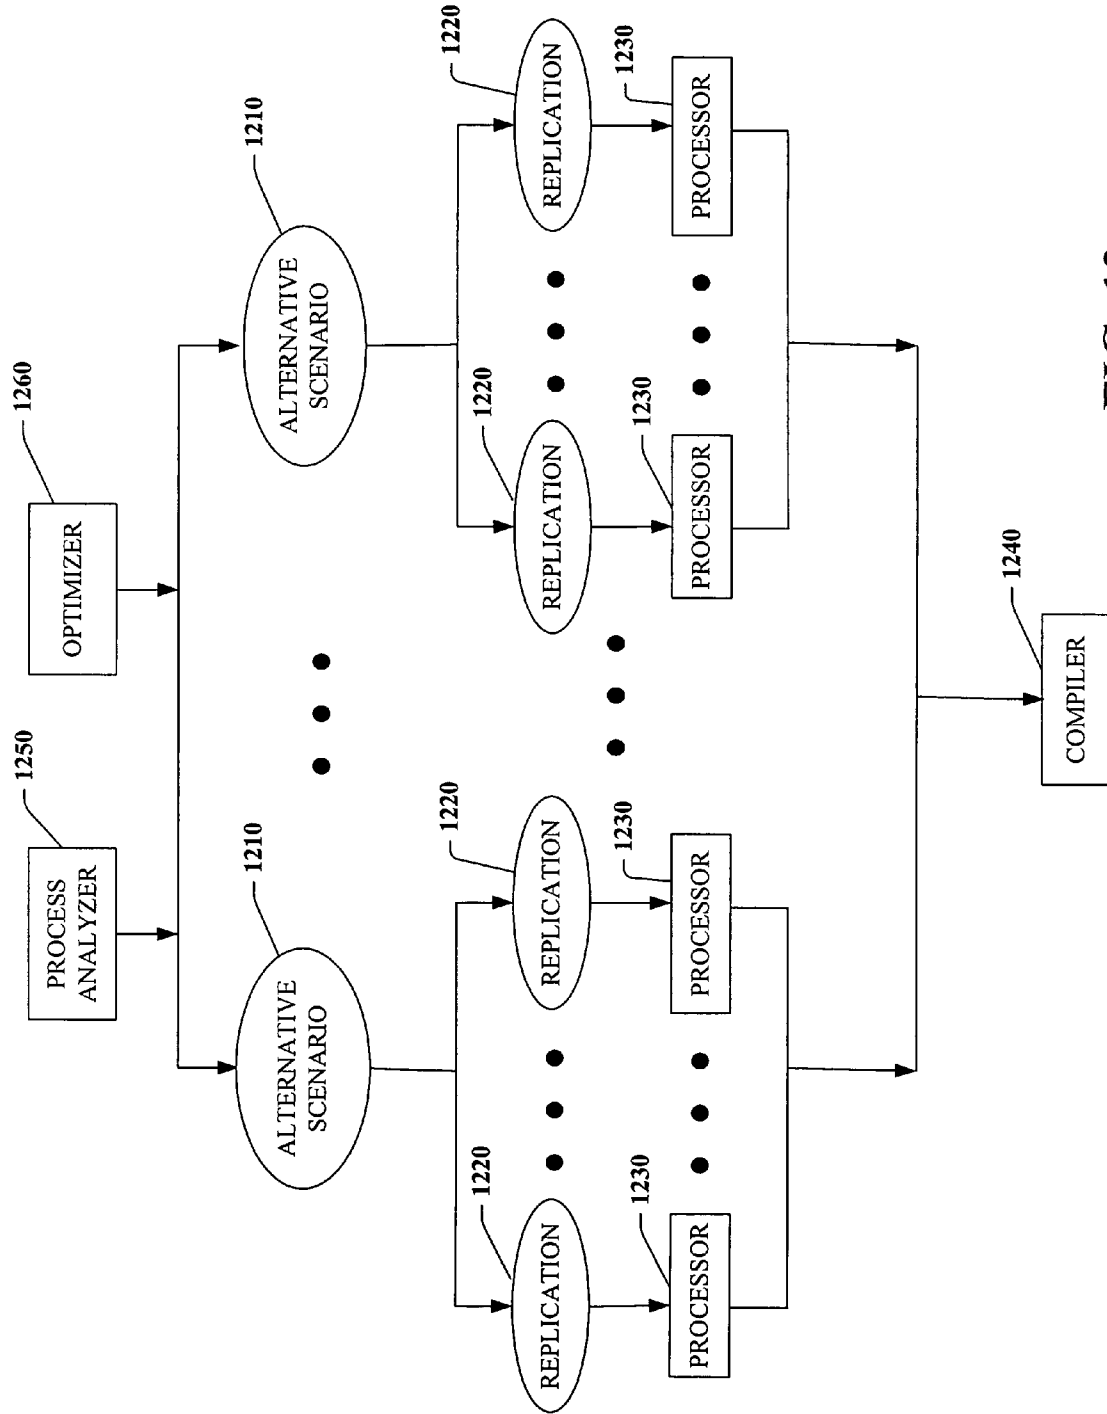 1250
PROCESS
ANALYZER
1260
OPTIMIZER
1210
ALTERNATIVE
SCENARIO
1210
ALTERNATIVE
SCENARIO
1220
REPLICATION
1220
REPLICATION
1220
REPLICATION
1220
REPLICATION
1230
PROCESSOR
1230
PROCESSOR
1230
PROCESSOR
1230
PROCESSOR
1240
COMPILER